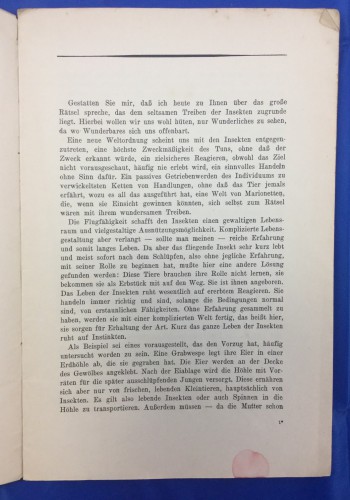 Gestatten Sie mir, daß ich heute zu Ihnen über das große
Rätsel spreche, das dem seltsamen Treiben der Insekten zugrunde
liegt. Hierbei wollen wir uns wohl hüten, nur Wunderliches zu sehen,
da wo Wunderbares sich uns offenbart.
Eine neue Weltordnung scheint uns mit den Insekten entgegen-
zutreten, eine höchste Zweckmäßigkeit des Tuns, ohne daß der
Zweck erkannt würde, ein zielsicheres Reagieren, obwohl das Ziel
nicht vorausgeschaut, häufig nie erlebt wird, ein sinnvolles Handeln
ohne Sinn dafür. Ein passives Getriebenwerden des Individuums zu
verwickeltsten Ketten von Handlungen, ohne daß das Tier jemals
erfährt, wozu es all das ausgeführt hat, eine Welt von Marionetten,
die, wenn sie Einsicht gewinnen könnten, sich selbst zum Rätsel
wären mit ihrem wundersamen Treiben.
Die Flugfähigkeit schafft den Insekten einen gewaltigen Lebens-
raum und vielgestaltige Ausnützungsmöglichkeit. Komplizierte Lebens-
gestaltung aber verlangt — sollte man meinen — reiche Erfahrung
und somit langes Leben. Da aber das fliegende Insekt sehr kurz lebt
und meist sofort nach dem Schlüpfen, also ohne jegliche Erfahrung,
mit seiner Rolle zu beginnen hat, mußte hier eine andere Lösung
gefunden werden: Diese Tiere brauchen ihre Rolle nicht lernen, sie
bekommen sie als Erbstück mit auf den Weg. Sie ist ihnen angeboren.
Das Leben der Insekten ruht wesentlich auf ererbtem Reagieren. Sie
handeln immer richtig und sind, solange die Bedingungen normal
sind, von erstaunlichen Fähigkeiten. Ohne Erfahrung gesammelt zu
haben, werden sie mit einer komplizierten Welt fertig, das heißt hier,
sie sorgen für Erhaltung der Art. Kurz das ganze Leben der Insekten
ruht auf Instinkten.
Als Beispiel sei eines vorausgestellt, das den Vorzug hat, häufig
untersucht worden zu sein. Eine Grabwespe legt ihre Eier in einer
Erdhöhle ab, die sie gegraben hat. Die Eier werden an der Decke
des Gewölbes angeklebt. Nach der Eiablage wird die Höhle mit Vor-
räten für die später ausschlüpfenden Jungen versorgt. Diese ernähren
sich aber nur von frischen, lebenden Kleintieren, hauptsächlich von
Insekten. Es gilt also lebende Insekten oder auch Spinnen in die
Höhle zu transportieren. Außerdem müssen — da die Mutter schon
1*